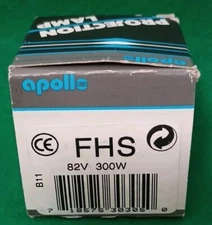 PROJECTION
LAMP
apollo
CE
FHS
82V 300W
B11